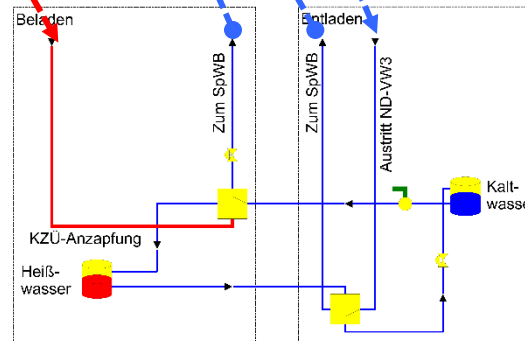 Beladen
Entladen
Zum SpWB
Zum SpWB
Austritt ND-VW3
KZÜ-Anzapfung
Heiß-
wasser
Kalt-
wasser